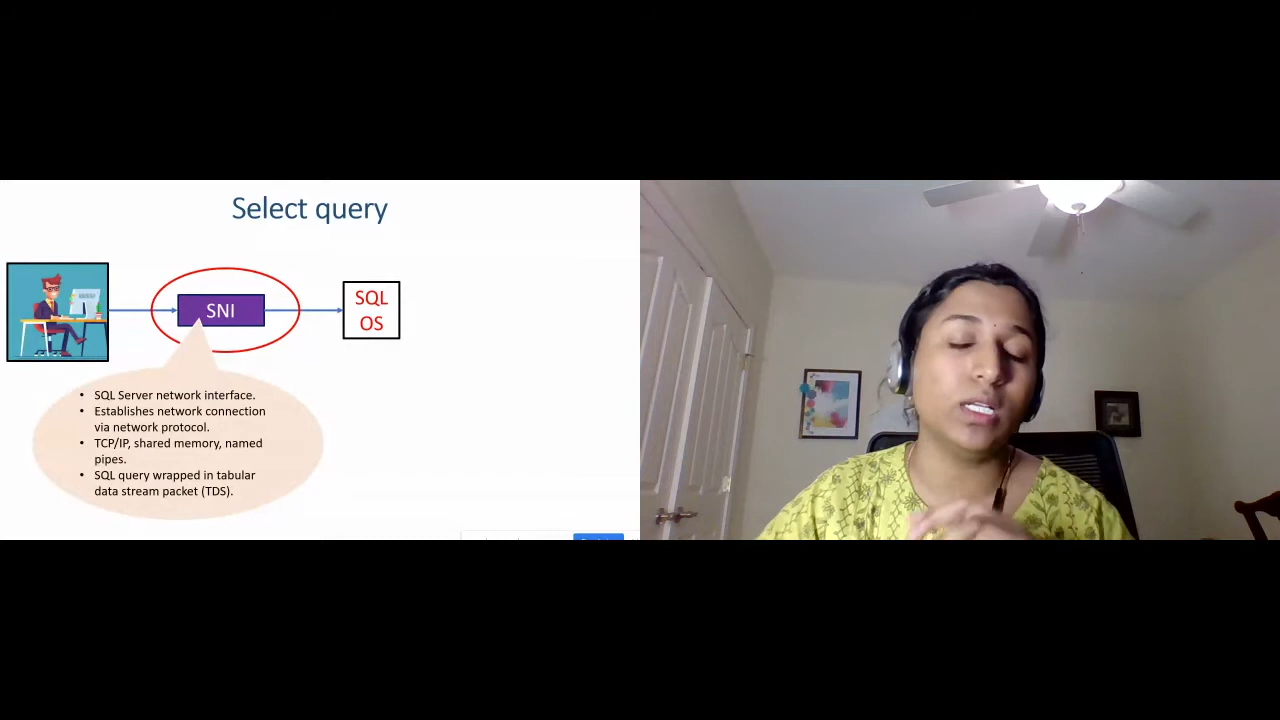 Select query
SNI
SQL
OS
• SQL Server network interface.
• Establishes network connection
via network protocol.
• TCP/IP, shared memory, named
pipes.
• SQL query wrapped in tabular
data stream packet (TDS).